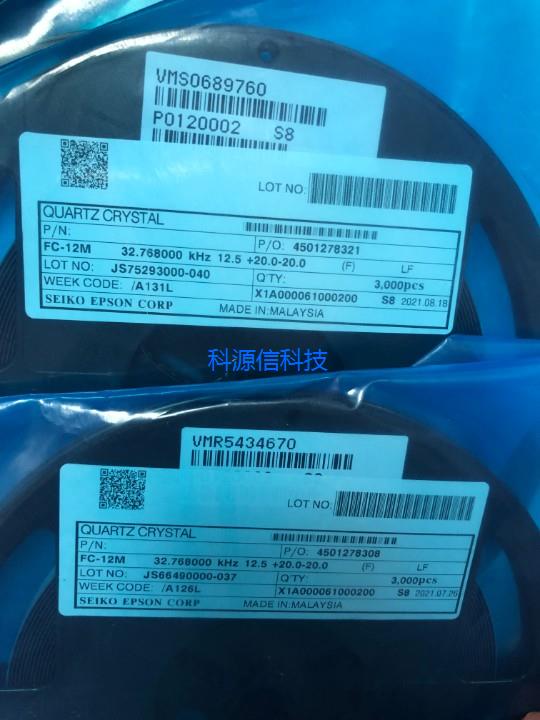 VMS0689760
P0120002 S8
LOT NO:
QUARTZ CRYSTAL
P/N: P/O: 4501278321
FC-12M 32.768000 kHz 12.5 +20.0-20.0 (F) LF
LOT NO: JS75293000-040 Q'TY: 3,000pcs
WEEK CODE: /A131L X1A000061000200 S8 2021.08.18
SEIKO EPSON CORP MADE IN:MALAYSIA
科源信科技
VMR5434670
LOT NO:
QUARTZ CRYSTAL
P/N: P/O: 4501278308
FC-12M 32.768000 kHz 12.5 +20.0-20.0 (F) LF
LOT NO: JS66490000-037 Q'TY: 3,000pcs
WEEK CODE: /A126L X1A000061000200 S8 2021.07.26
SEIKO EPSON CORP MADE IN:MALAYSIA